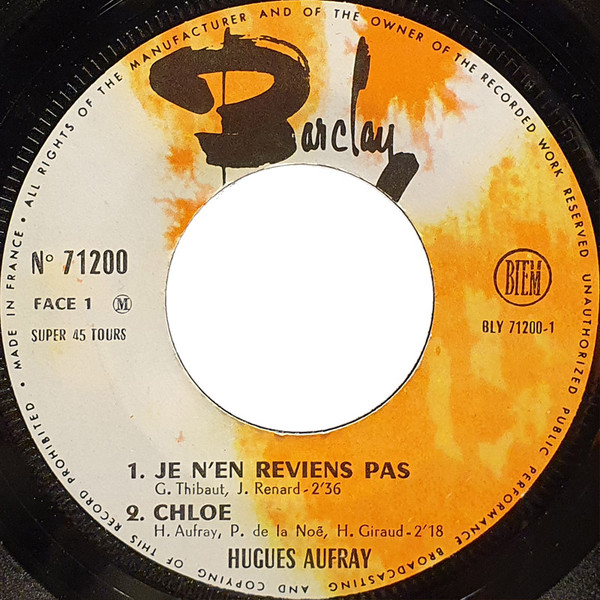 MADE IN FRANCE • ALL RIGHTS OF THE MANUFACTURER AND OF THE OWNER OF THE RECORDED WORK RESERVED UNAUTHORIZED PUBLIC PERFORMANCE BROADCASTING AND COPYING OF THIS RECORD PROHIBITED •
Barclay
N° 71200
FACE 1 M
SUPER 45 TOURS
BIEM
BLY 71200-1
1. JE N'EN REVIENS PAS
G. Thibaut, J. Renard - 2'36
2. CHLOE
H. Aufray, P. de la Noë, H. Giraud - 2'18
HUGUES AUFRAY